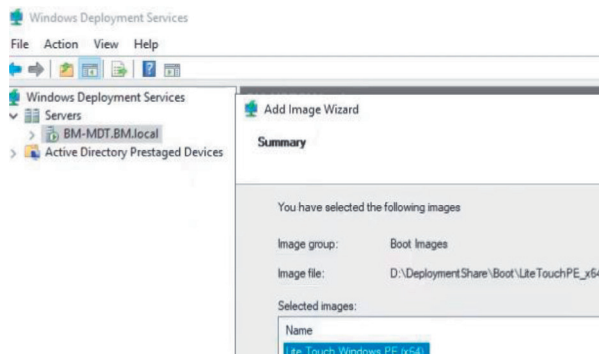 Windows Deployment Services
File Action View Help
Windows Deployment Services
Servers
BM-MDT.BM.local
Active Directory Prestaged Devices
Add Image Wizard
Summary
You have selected the following images
Image group: Boot Images
Image file: D:\DeploymentShare\Boot\LiteTouchPE_x64
Selected images:
Name
Lite Touch Windows PE (x64)